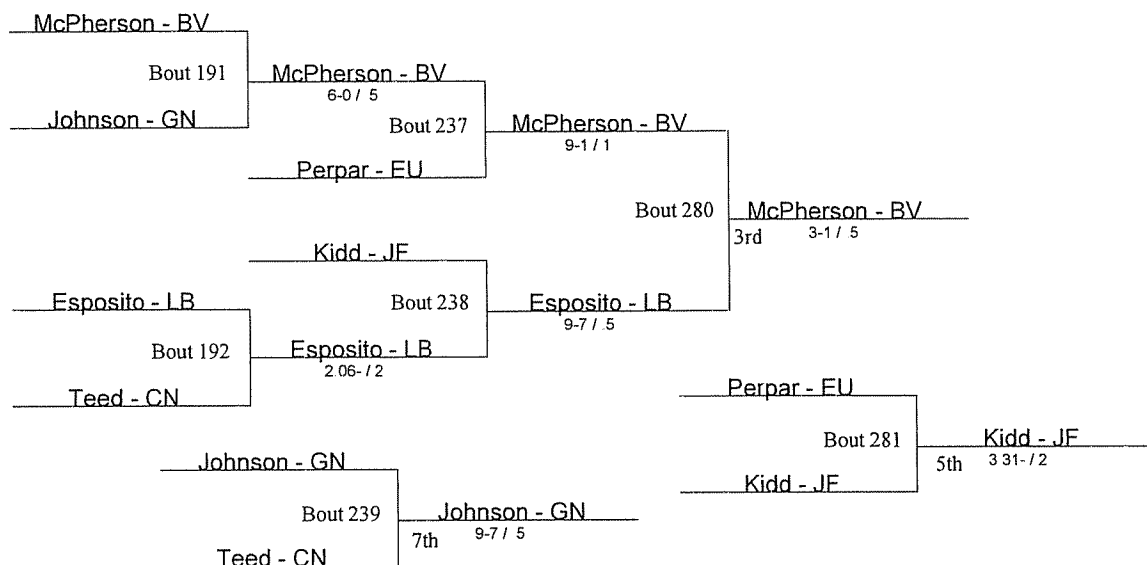 McPherson - BV
Bout 191
McPherson - BV
6-0 / 5
Johnson - GN
Bout 237
McPherson - BV
9-1 / 1
Perpar - EU
Bout 280
McPherson - BV
3rd
3-1 / 5
Kidd - JF
Esposito - LB
Bout 238
Esposito - LB
9-7 / .5
Bout 192
Esposito - LB
2.06- / 2
Teed - CN
Perpar - EU
Bout 281
Kidd - JF
5th
3 31- / 2
Kidd - JF
Johnson - GN
Bout 239
Johnson - GN
7th
9-7 / 5
Teed - CN